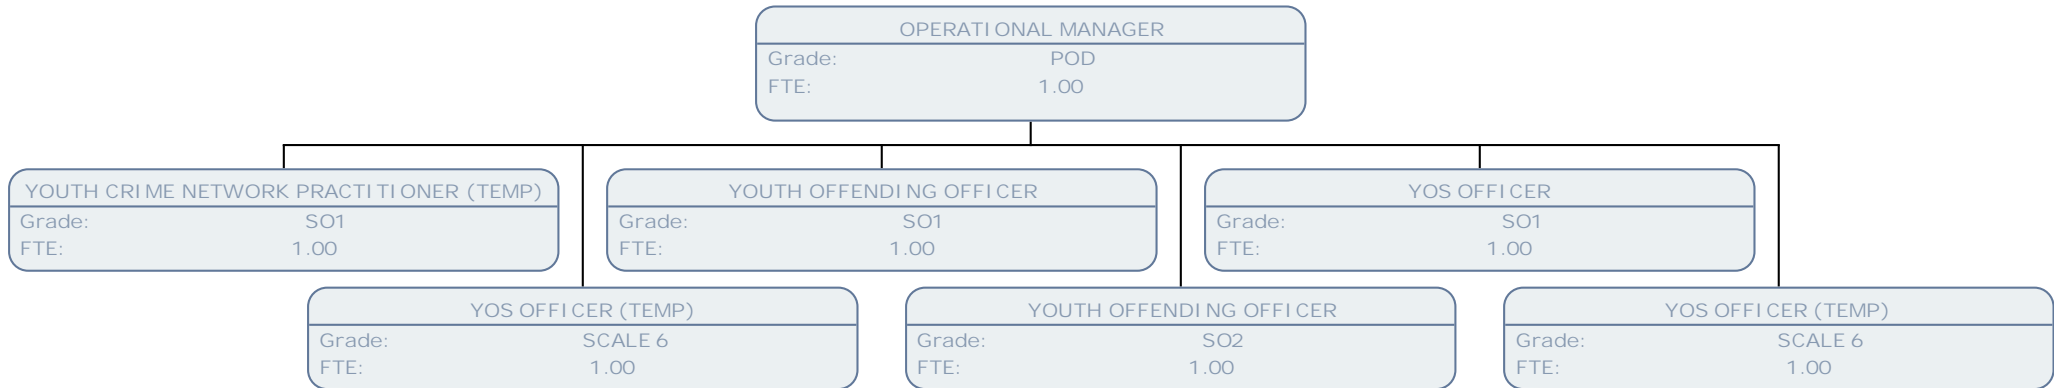 OPERATIONAL MANAGER
Grade: POD
FTE: 1.00
YOUTH CRIME NETWORK PRACTITIONER (TEMP)
Grade: SO1
FTE: 1.00
YOUTH OFFENDING OFFICER
Grade: SO1
FTE: 1.00
YOS OFFICER
Grade: SO1
FTE: 1.00
YOS OFFICER (TEMP)
Grade: SCALE 6
FTE: 1.00
YOUTH OFFENDING OFFICER
Grade: SO2
FTE: 1.00
YOS OFFICER (TEMP)
Grade: SCALE 6
FTE: 1.00